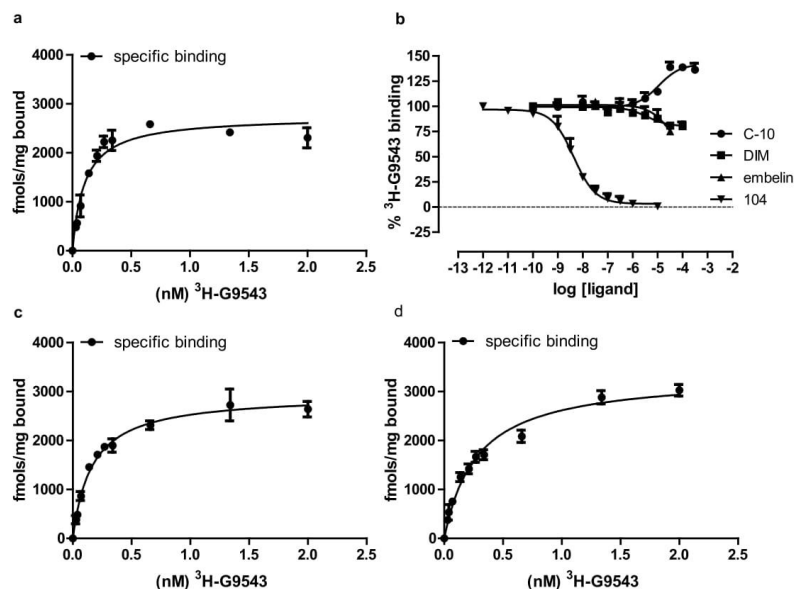 a
specific binding
4000
3000
2000
1000
0
0.0 0.5 1.0 1.5 2.0 2.5
fmols/mg bound
(nM) ³H-G9543
b
150
125
100
75
50
25
0
-25
-13 -12 -11 -10 -9 -8 -7 -6 -5 -4 -3 -2
% ³H-G9543 binding
log [ligand]
C-10
DIM
embelin
104
c
specific binding
4000
3000
2000
1000
0
0.0 0.5 1.0 1.5 2.0 2.5
fmols/mg bound
(nM) ³H-G9543
d
specific binding
4000
3000
2000
1000
0
0.0 0.5 1.0 1.5 2.0 2.5
fmols/mg bound
(nM) ³H-G9543